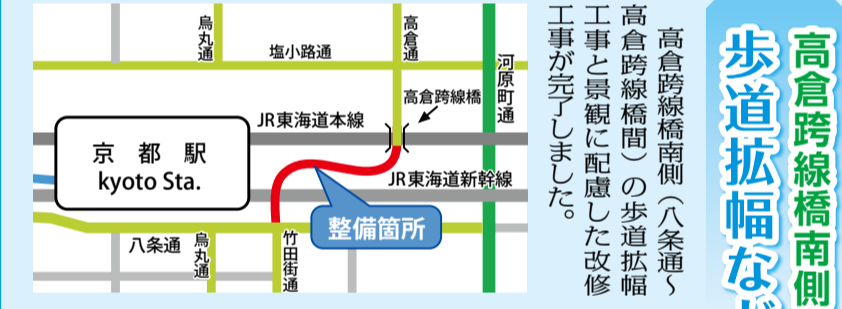 高倉跨線橋南側
歩道拡幅など
高倉跨線橋南側（八条通～
高倉跨線橋間）の歩道拡幅
工事と景観に配慮した改修
工事が完了しました。
烏丸通
高倉通
塩小路通
河原町通
高倉跨線橋
JR東海道本線
京都駅
kyoto Sta.
JR東海道新幹線
整備箇所
八条通
烏丸通
竹田街道